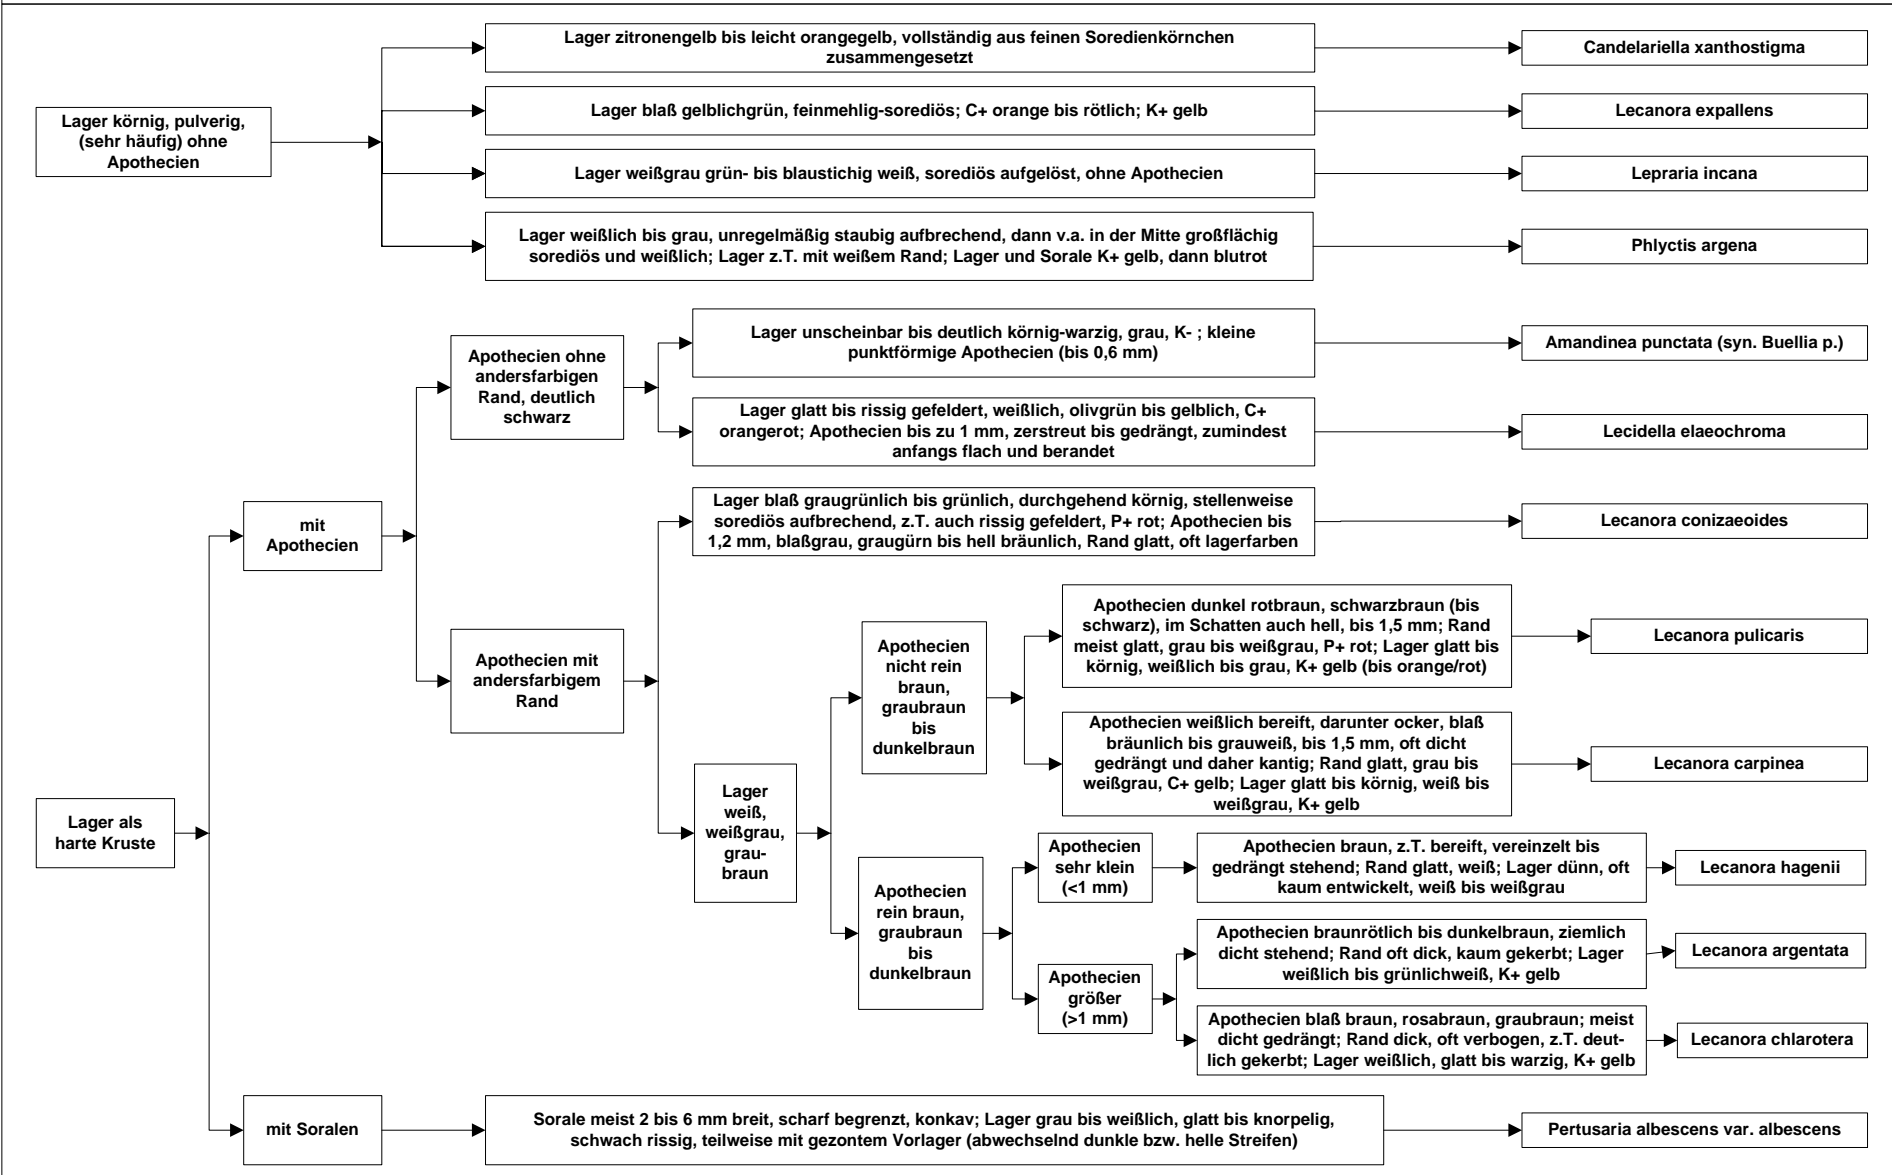 Lager körnig, pulverig,
(sehr häufig) ohne
Apothecien
Lager zitronengelb bis leicht orangegelb, vollständig aus feinen Soredienkörnchen
zusammengesetzt
Candelariella xanthostigma
Lager blaß gelblichgrün, feinmehlig-sorediös; C+ orange bis rötlich; K+ gelb
Lecanora expallens
Lager weißgrau grün- bis blaustichig weiß, sorediös aufgelöst, ohne Apothecien
Lepraria incana
Lager weißlich bis grau, unregelmäßig staubig aufbrechend, dann v.a. in der Mitte großflächig
sorediös und weißlich; Lager z.T. mit weißem Rand; Lager und Sorale K+ gelb, dann blutrot
Phlyctis argena
Lager als
harte Kruste
mit
Apothecien
Apothecien ohne
andersfarbigen
Rand, deutlich
schwarz
Lager unscheinbar bis deutlich körnig-warzig, grau, K- ; kleine
punktförmige Apothecien (bis 0,6 mm)
Amandinea punctata (syn. Buellia p.)
Lager glatt bis rissig gefeldert, weißlich, olivgrün bis gelblich, C+
orangerot; Apothecien bis zu 1 mm, zerstreut bis gedrängt, zumindest
anfangs flach und berandet
Lecidella elaeochroma
Apothecien mit
andersfarbigem
Rand
Lager blaß graugrünlich bis grünlich, durchgehend körnig, stellenweise
sorediös aufbrechend, z.T. auch rissig gefeldert, P+ rot; Apothecien bis
1,2 mm, blaßgrau, graugürn bis hell bräunlich, Rand glatt, oft lagerfarben
Lecanora conizaeoides
Lager
weiß,
weißgrau,
grau-
braun
Apothecien
nicht rein
braun,
graubraun
bis
dunkelbraun
Apothecien dunkel rotbraun, schwarzbraun (bis
schwarz), im Schatten auch hell, bis 1,5 mm; Rand
meist glatt, grau bis weißgrau, P+ rot; Lager glatt bis
körnig, weißlich bis grau, K+ gelb (bis orange/rot)
Lecanora pulicaris
Apothecien weißlich bereift, darunter ocker, blaß
bräunlich bis grauweiß, bis 1,5 mm, oft dicht
gedrängt und daher kantig; Rand glatt, grau bis
weißgrau, C+ gelb; Lager glatt bis körnig, weiß bis
weißgrau, K+ gelb
Lecanora carpinea
Apothecien
rein braun,
graubraun
bis
dunkelbraun
Apothecien
sehr klein
(<1 mm)
Apothecien braun, z.T. bereift, vereinzelt bis
gedrängt stehend; Rand glatt, weiß; Lager dünn, oft
kaum entwickelt, weiß bis weißgrau
Lecanora hagenii
Apothecien
größer
(>1 mm)
Apothecien braunrötlich bis dunkelbraun, ziemlich
dicht stehend; Rand oft dick, kaum gekerbt; Lager
weißlich bis grünlichweiß, K+ gelb
Lecanora argentata
Apothecien blaß braun, rosabraun, graubraun; meist
dicht gedrängt; Rand dick, oft verbogen, z.T. deut-
lich gekerbt; Lager weißlich, glatt bis warzig, K+ gelb
Lecanora chlarotera
mit Soralen
Sorale meist 2 bis 6 mm breit, scharf begrenzt, konkav; Lager grau bis weißlich, glatt bis knorpelig,
schwach rissig, teilweise mit gezontem Vorlager (abwechselnd dunkle bzw. helle Streifen)
Pertusaria albescens var. albescens